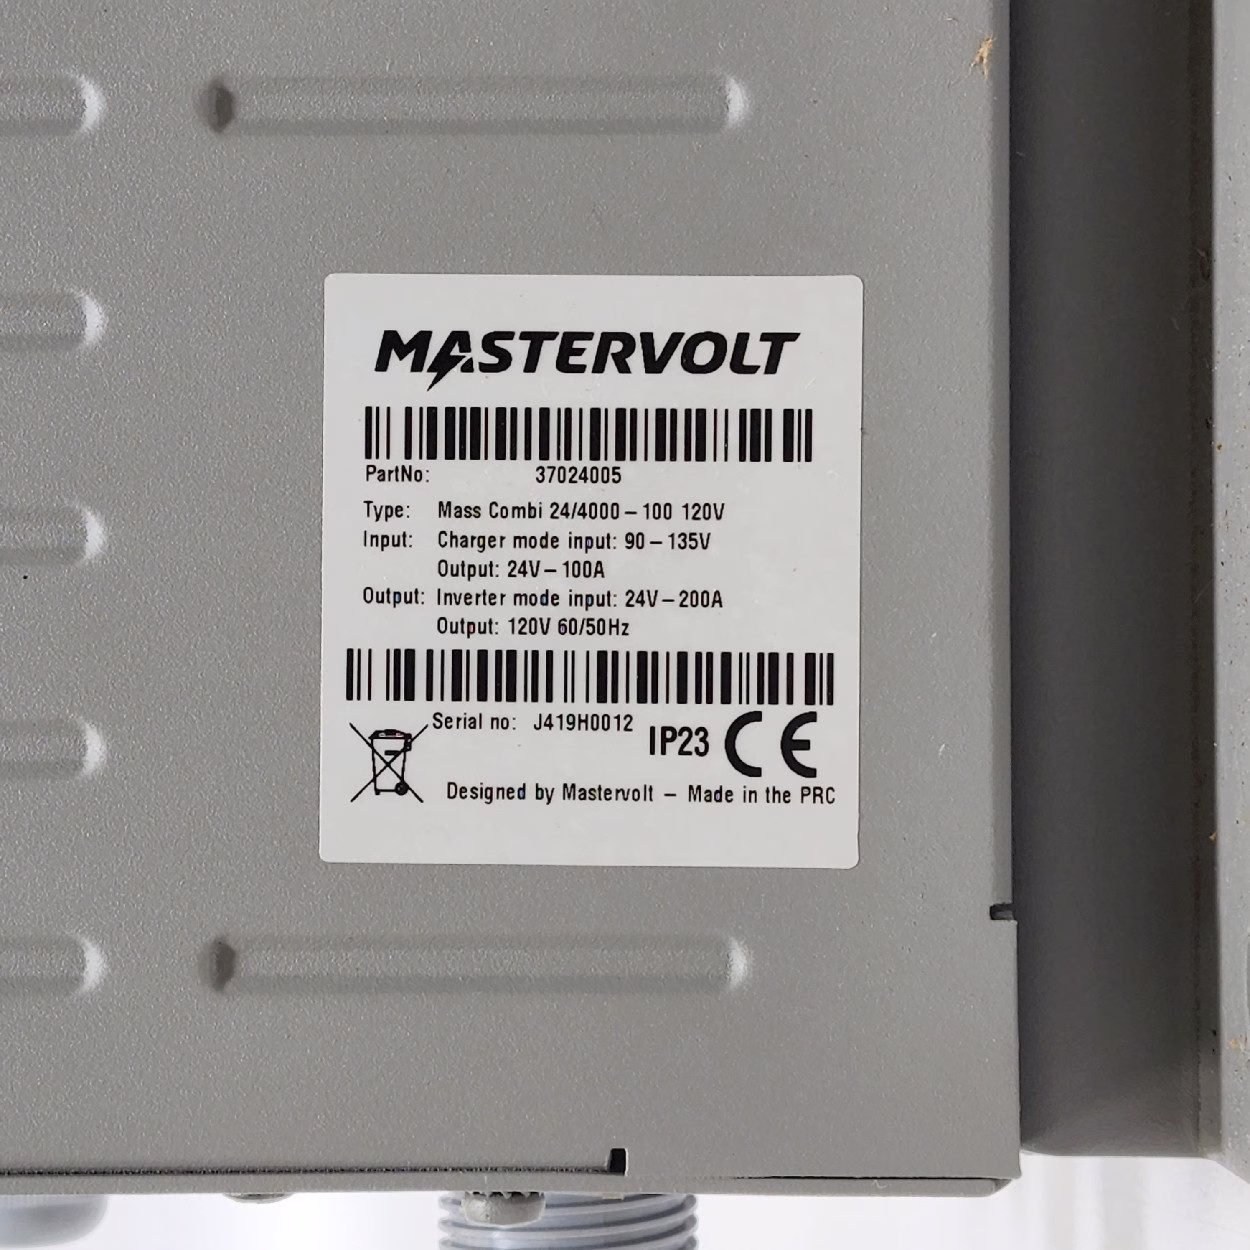 MASTERVOLT
PartNo: 37024005
Type: Mass Combi 24/4000–100 120V
Input: Charger mode input: 90–135V
Output: 24V–100A
Output: Inverter mode input: 24V–200A
Output: 120V 60/50Hz
Serial no: J419H0012
IP23 CE
Designed by Mastervolt – Made in the PRC